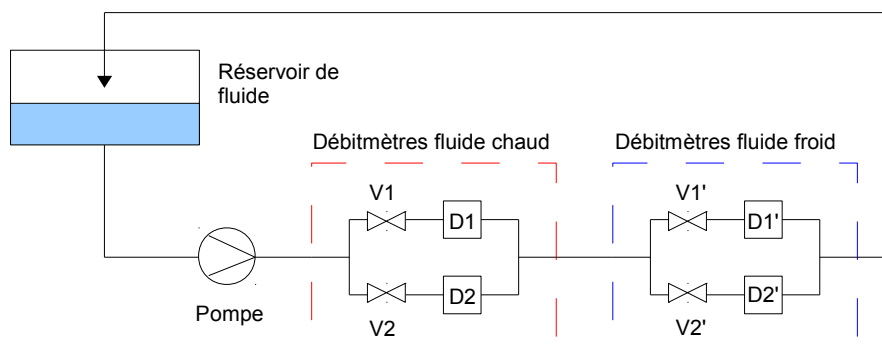 Réservoir de
fluide
Débitmètres fluide chaud
Débitmètres fluide froid
V1
V1'
D1
D1'
D2
D2'
Pompe
V2
V2'